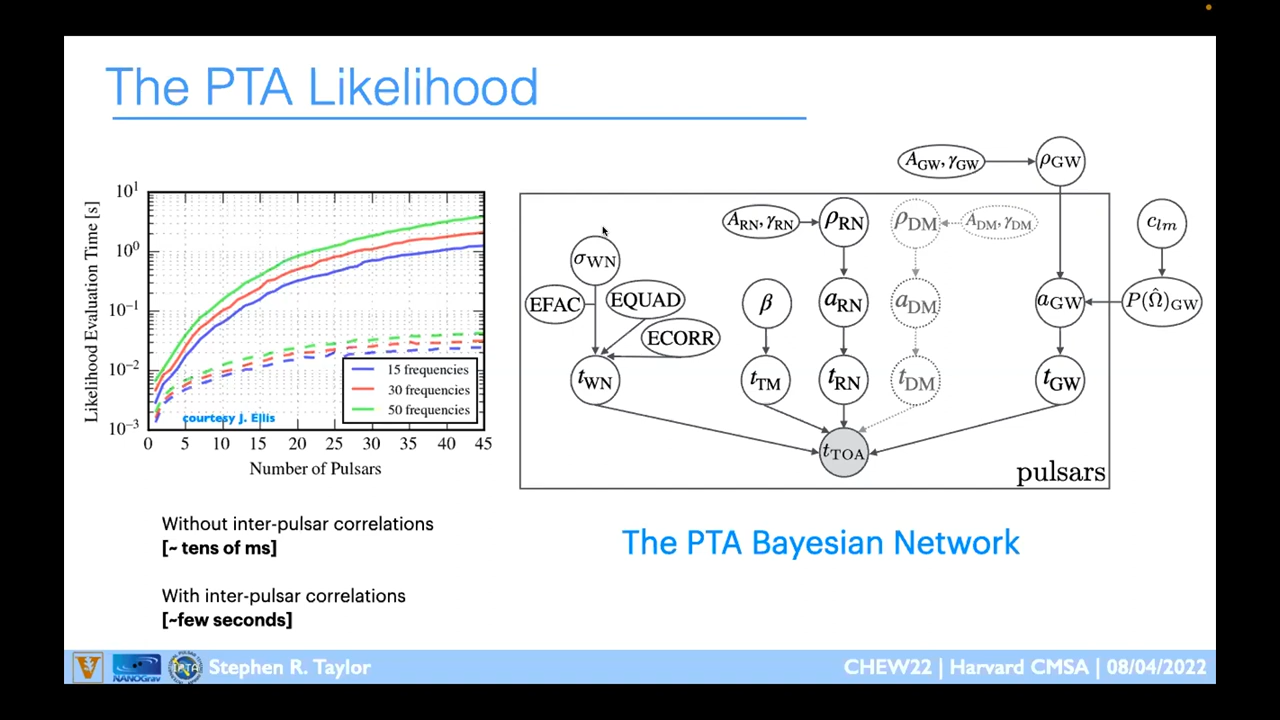 The PTA Likelihood
Likelihood Evaluation Time [s]
10¹
10⁰
10⁻¹
10⁻²
10⁻³
0 5 10 15 20 25 30 35 40 45
Number of Pulsars
15 frequencies
30 frequencies
50 frequencies
courtesy J. Ellis
Without inter-pulsar correlations
[~ tens of ms]
With inter-pulsar correlations
[~few seconds]
A_GW, γ_GW
ρ_GW
A_RN, γ_RN
ρ_RN
ρ_DM
A_DM, γ_DM
c_lm
σ_WN
EFAC
EQUAD
ECORR
β
a_RN
a_DM
a_GW
P(Ω̂)_GW
t_WN
t_TM
t_RN
t_DM
t_GW
t_TOA
pulsars
The PTA Bayesian Network
V
NANOGrav
IPTA
Stephen R. Taylor
CHEW22 | Harvard CMSA | 08/04/2022